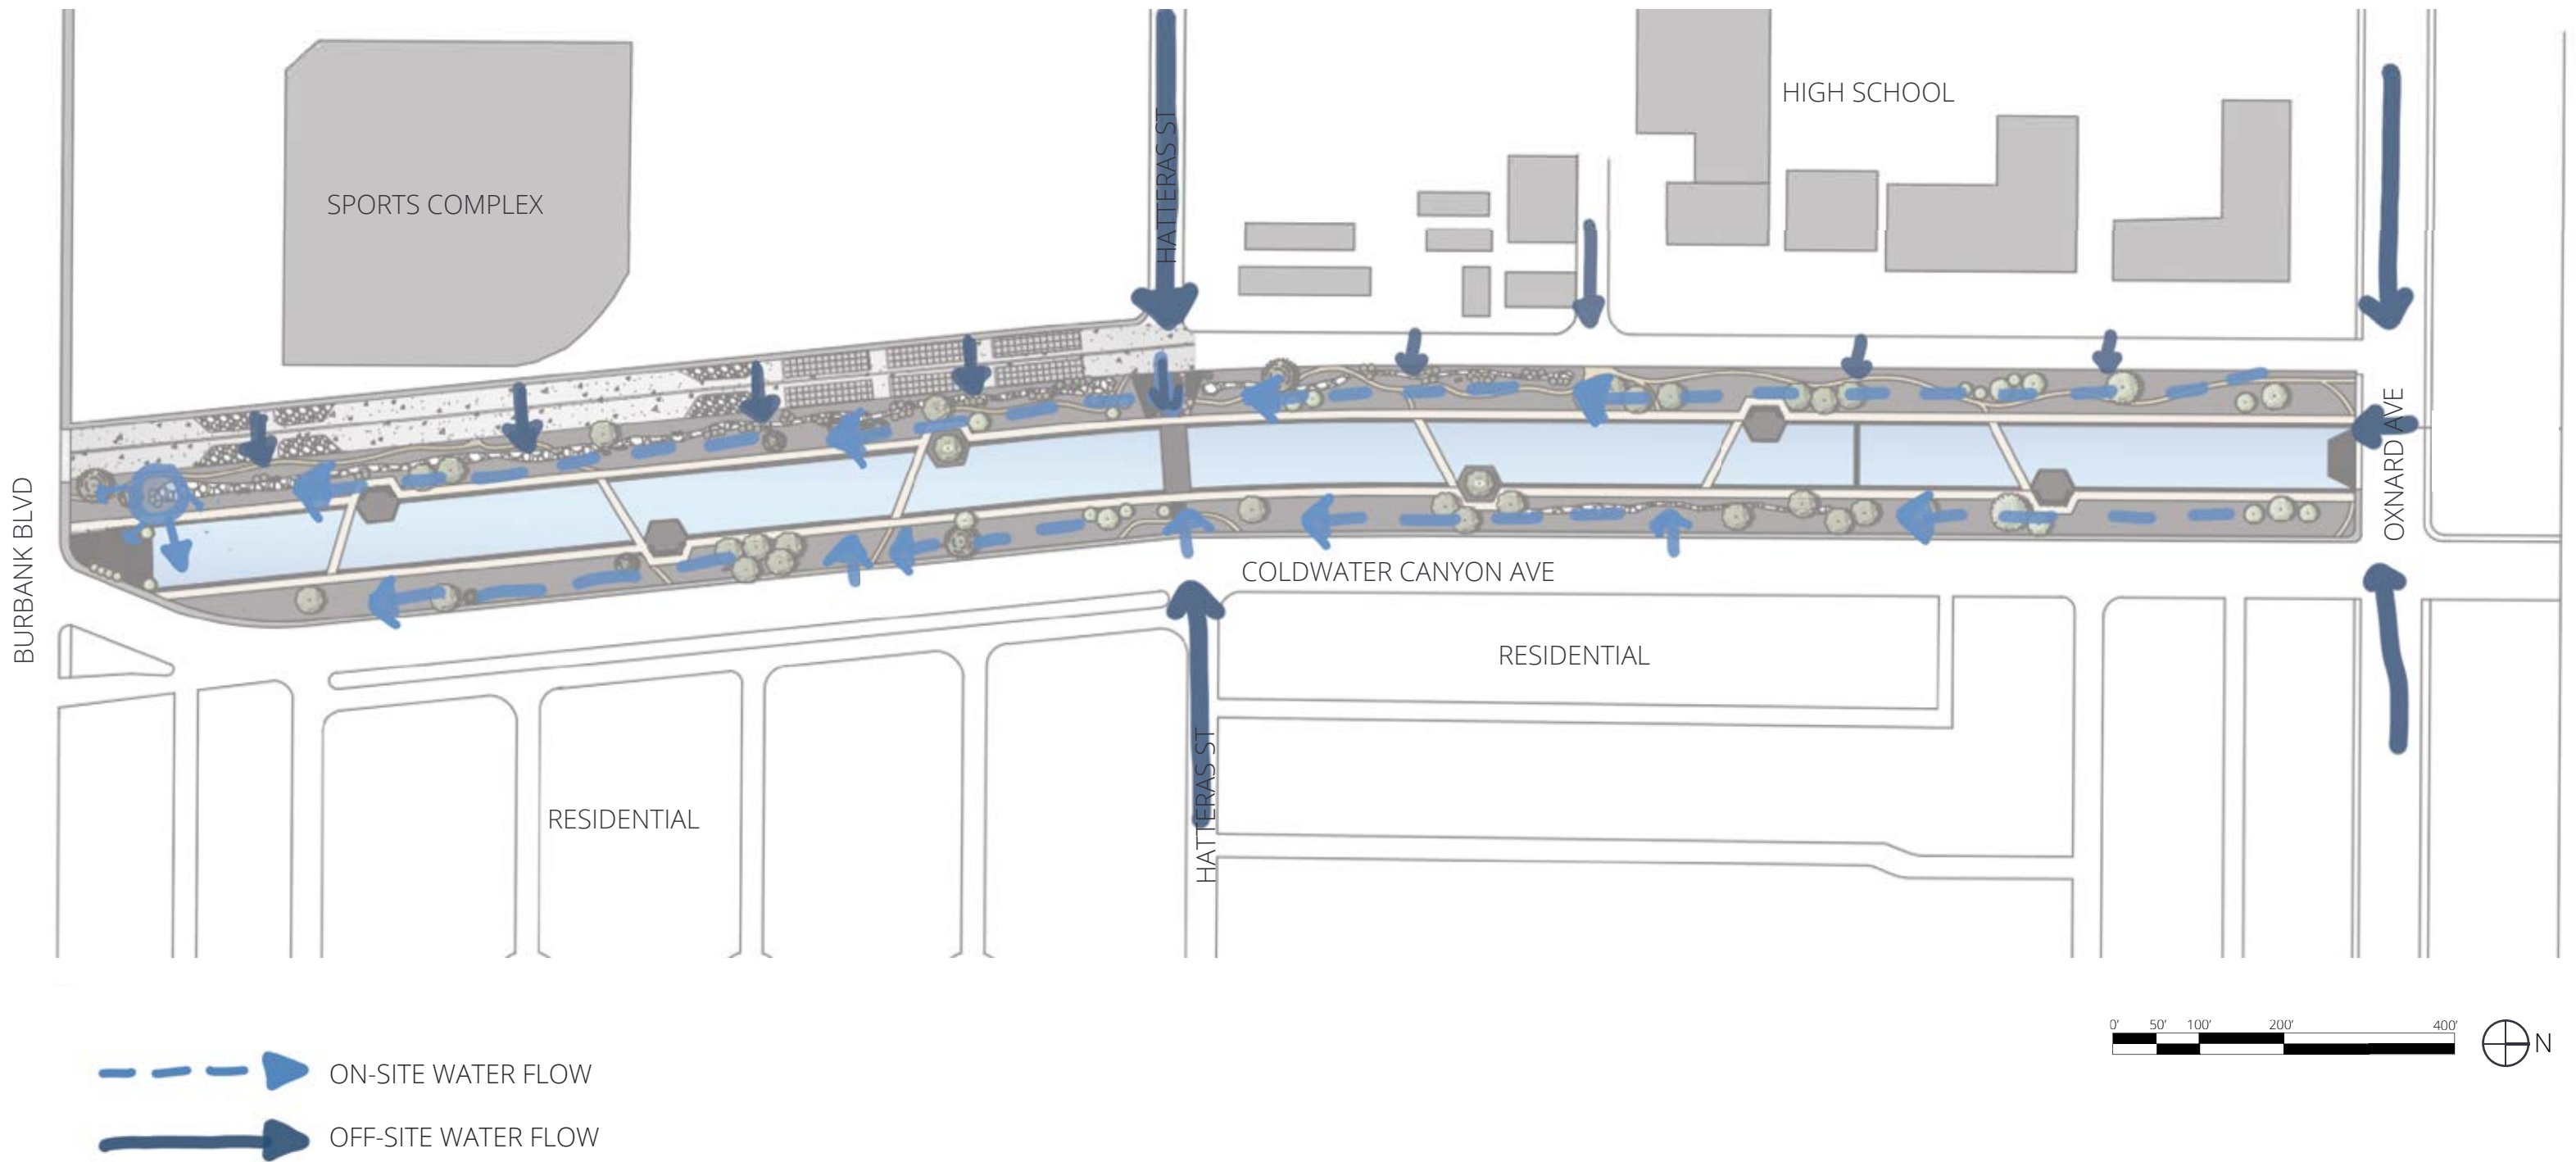 HIGH SCHOOL
HATTERAS ST
SPORTS COMPLEX
OXNARD AVE
BURBANK BLVD
COLDWATER CANYON AVE
RESIDENTIAL
HATTERAS ST
RESIDENTIAL
0' 50' 100' 200' 400'
N
ON-SITE WATER FLOW
OFF-SITE WATER FLOW